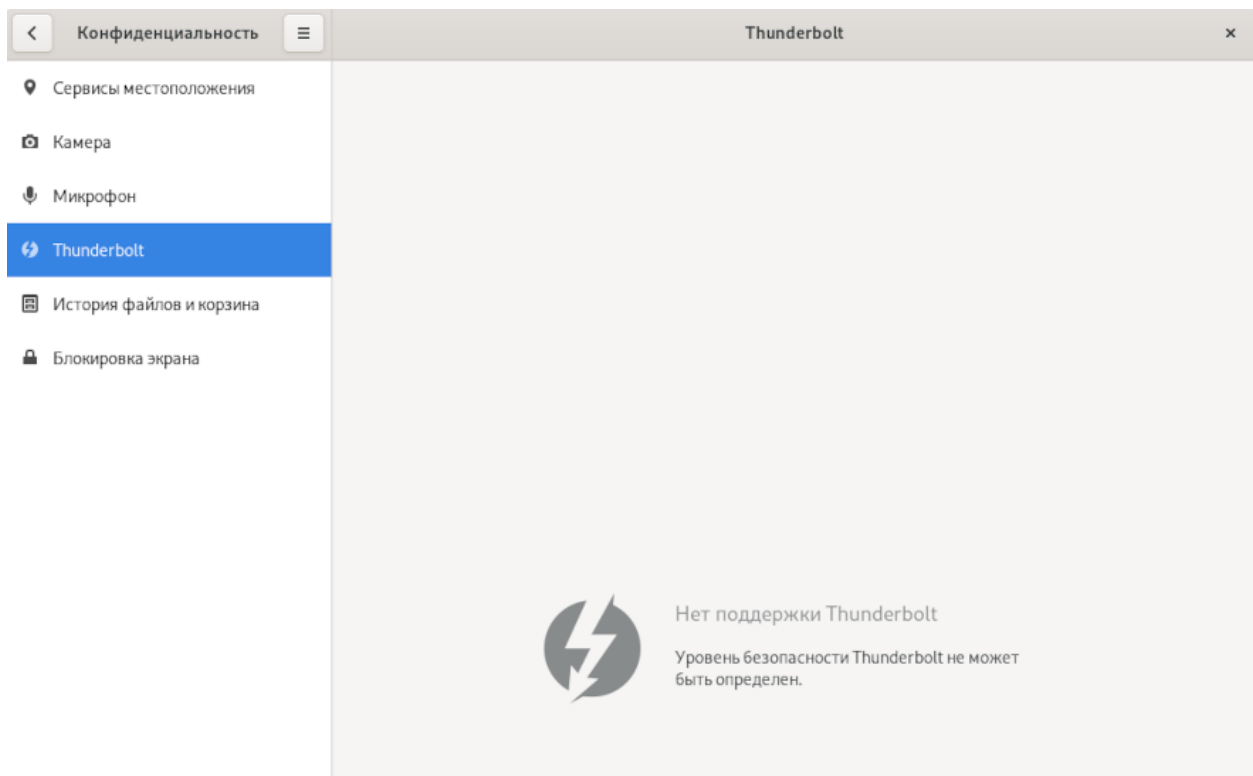 Конфиденциальность
Thunderbolt
Сервисы местоположения
Камера
Микрофон
Thunderbolt
История файлов и корзина
Блокировка экрана
Нет поддержки Thunderbolt
Уровень безопасности Thunderbolt не может
быть определен.